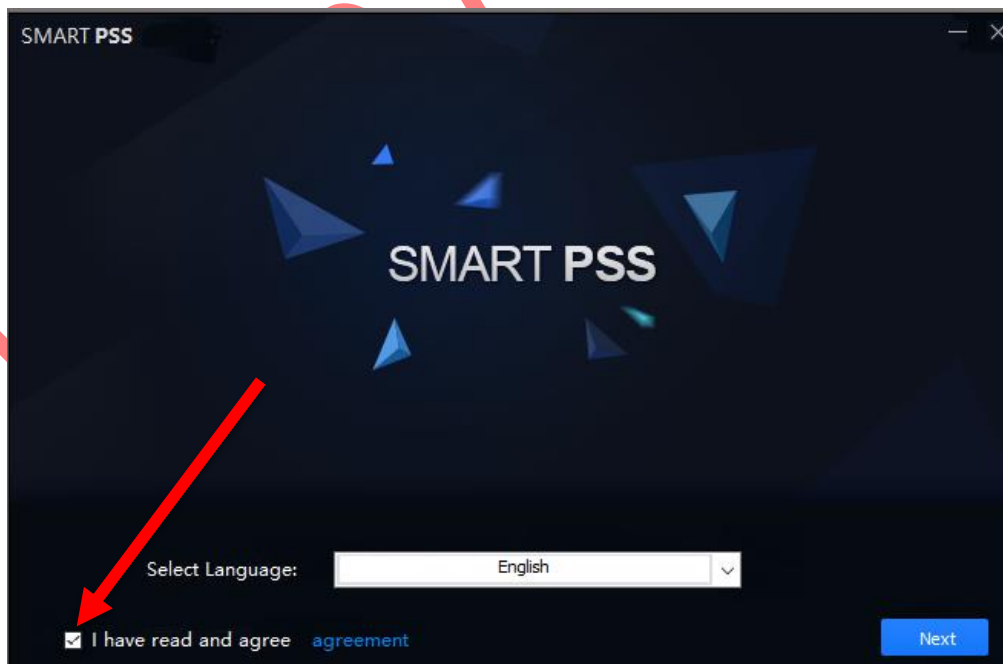 SMART PSS
SMART PSS
Select Language:
English
I have read and agree agreement
Next